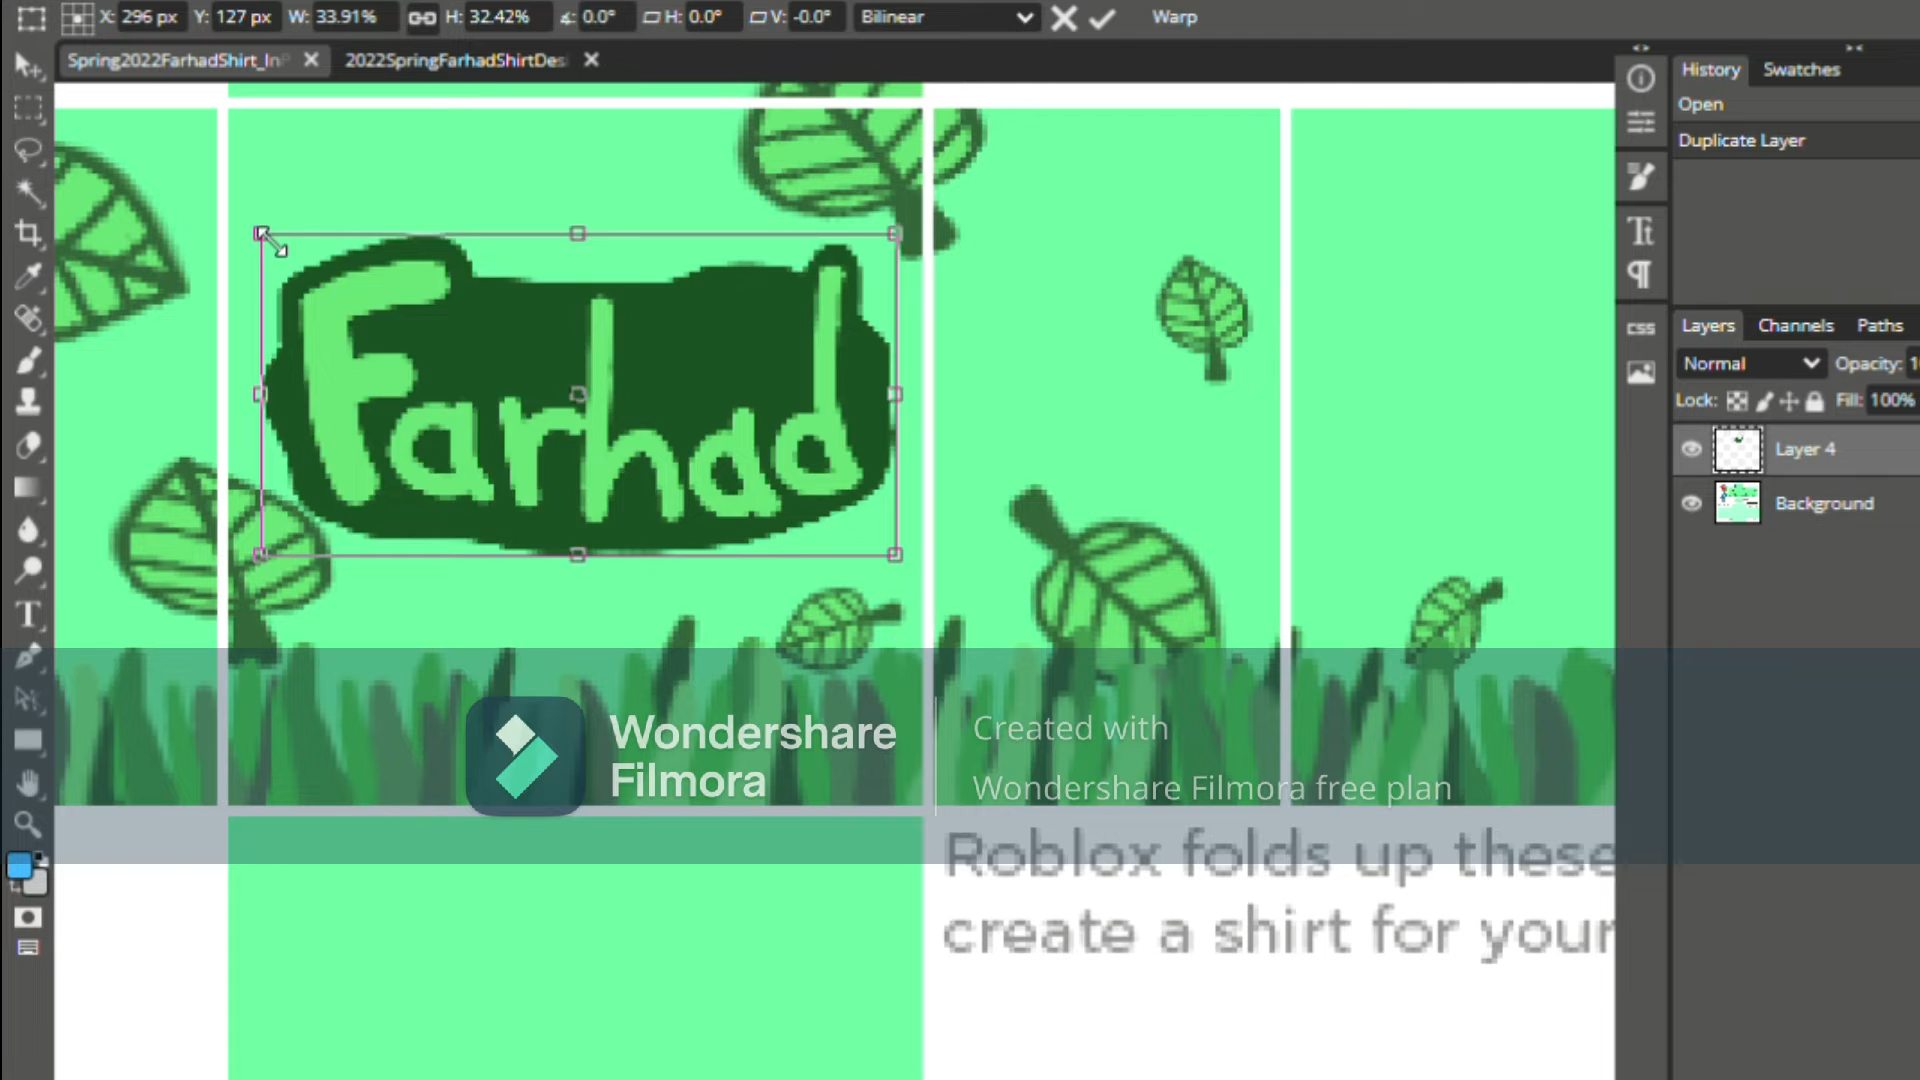 X: 296 px Y: 127 px W: 33.91% H: 32.42% 0.0° H: 0.0° V: -0.0° Bilinear Warp
Spring2022FarhadShirt_In 2022SpringFarhadShirtDes
History Swatches
Open
Duplicate Layer
Layers Channels Paths
Normal Opacity:
Lock: Fill: 100%
Layer 4
Background
CSS
Farhad
Wondershare
Filmora
Created with
Wondershare Filmora free plan
Roblox folds up these
create a shirt for your